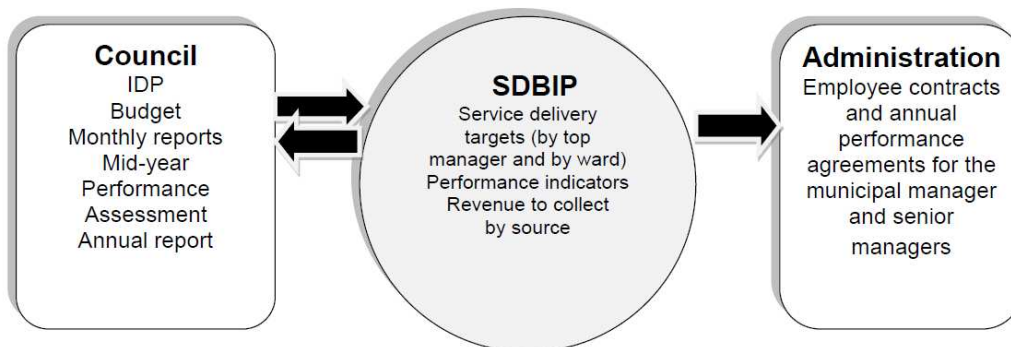 Council
IDP
Budget
Monthly reports
Mid-year
Performance
Assessment
Annual report
SDBIP
Service delivery
targets (by top
manager and by ward)
Performance indicators
Revenue to collect
by source
Administration
Employee contracts
and annual
performance
agreements for the
municipal manager
and senior
managers